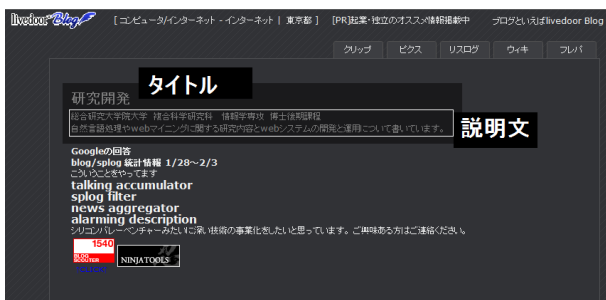 livedoor Blog [ コンピュータ/インターネット - インターネット | 東京都 ] [PR]起業・独立のオススメ情報掲載中 ブログといえばlivedoor Blog
クリップ ピクス リスログ ウィキ フレパ
タイトル
研究開発
総合研究大学院大学 複合科学研究科 情報学専攻 博士後期課程
自然言語処理やwebマイニングに関する研究内容とwebシステムの開発と運用について書いています。
説明文
Googleの回答
blog/splog 統計情報 1/28～2/3
こういうことをやってます
talking accumulator
splog filter
news aggregator
alarming description
シリコンバレーベンチャーみたいに深い技術の事業化をしたいと思っています。ご興味ある方はご連絡ください。
1540
BLOG
SCOUTER
NINJATOOLS